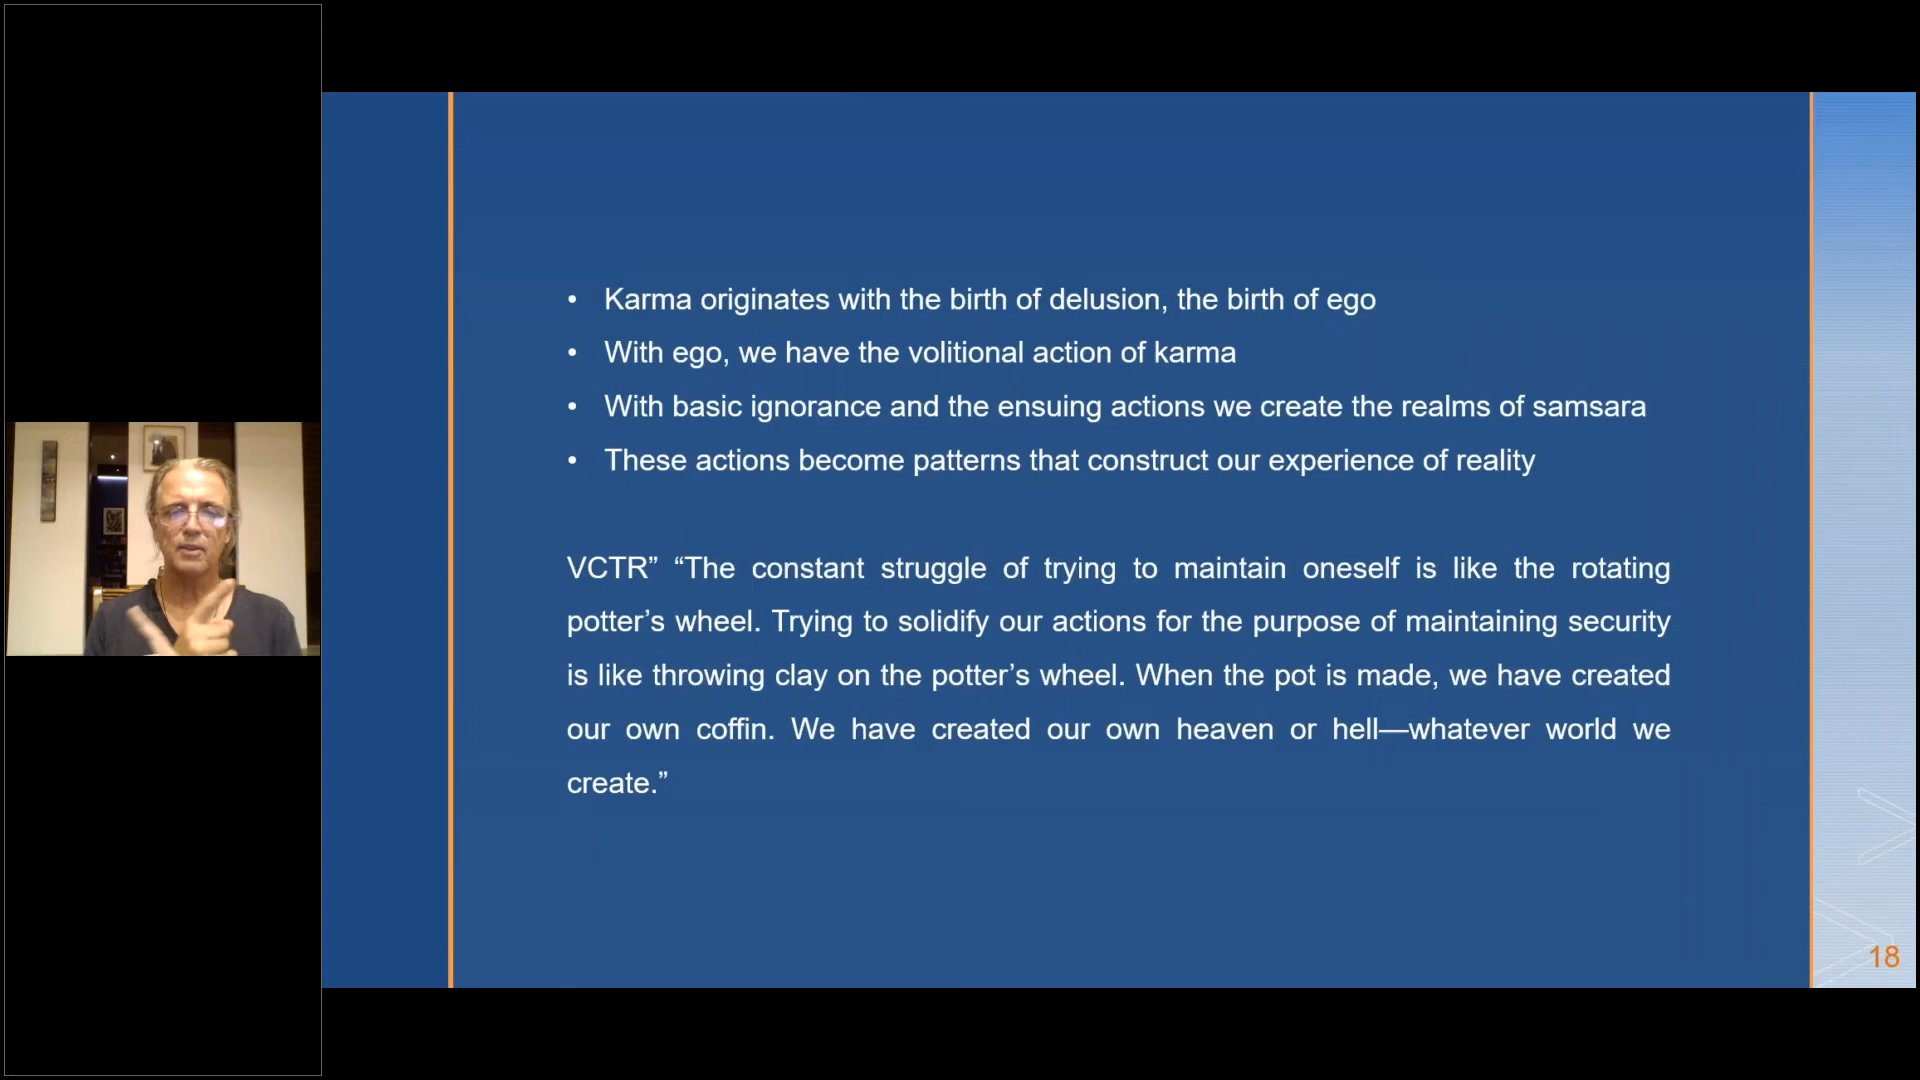 • Karma originates with the birth of delusion, the birth of ego
• With ego, we have the volitional action of karma
• With basic ignorance and the ensuing actions we create the realms of samsara
• These actions become patterns that construct our experience of reality
VCTR” “The constant struggle of trying to maintain oneself is like the rotating
potter’s wheel. Trying to solidify our actions for the purpose of maintaining security
is like throwing clay on the potter’s wheel. When the pot is made, we have created
our own coffin. We have created our own heaven or hell—whatever world we
create.”
18